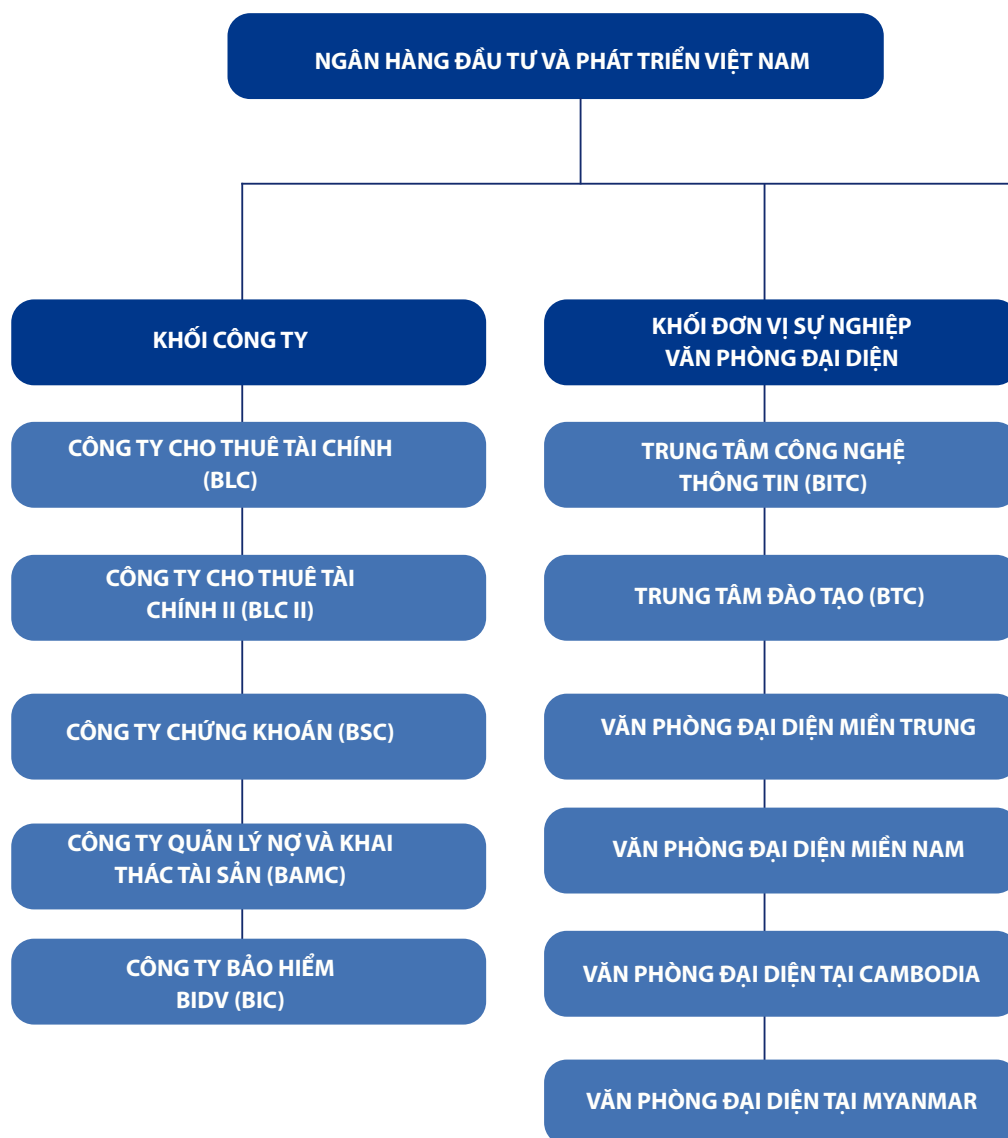 NGÂN HÀNG ĐẦU TƯ VÀ PHÁT TRIỂN VIỆT NAM
KHỐI CÔNG TY
CÔNG TY CHO THUÊ TÀI CHÍNH
(BLC)
CÔNG TY CHO THUÊ TÀI
CHÍNH II (BLC II)
CÔNG TY CHỨNG KHOÁN (BSC)
CÔNG TY QUẢN LÝ NỢ VÀ KHAI
THÁC TÀI SẢN (BAMC)
CÔNG TY BẢO HIỂM
BIDV (BIC)
KHỐI ĐƠN VỊ SỰ NGHIỆP
VĂN PHÒNG ĐẠI DIỆN
TRUNG TÂM CÔNG NGHỆ
THÔNG TIN (BITC)
TRUNG TÂM ĐÀO TẠO (BTC)
VĂN PHÒNG ĐẠI DIỆN MIỀN TRUNG
VĂN PHÒNG ĐẠI DIỆN MIỀN NAM
VĂN PHÒNG ĐẠI DIỆN TẠI CAMBODIA
VĂN PHÒNG ĐẠI DIỆN TẠI MYANMAR